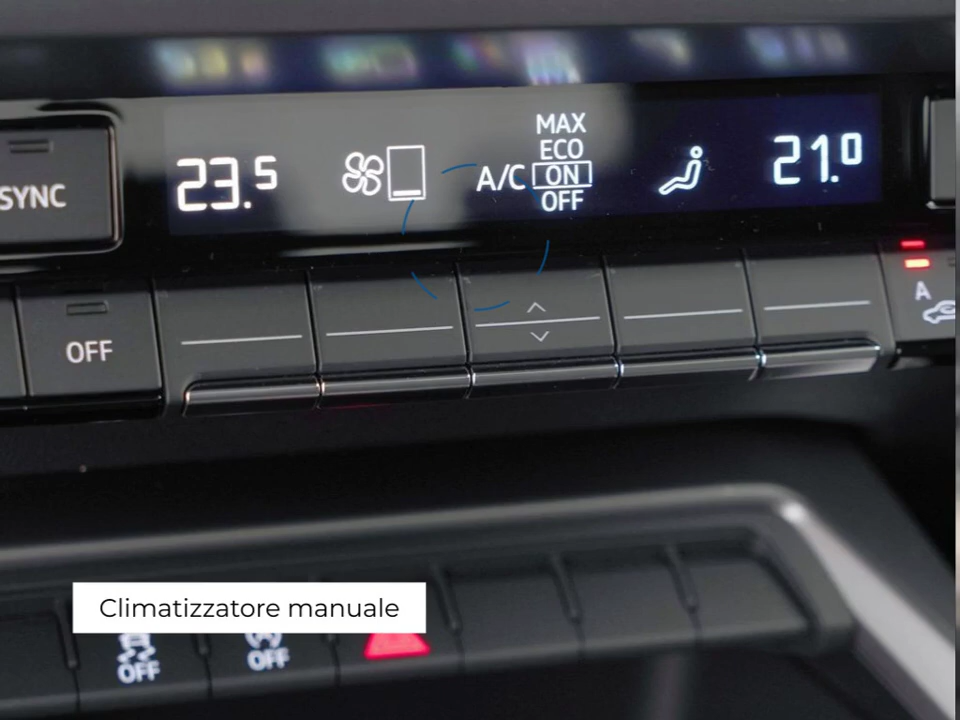 MAX
ECO
23.5 A/C ON 21.0
OFF
SYNC
A
OFF
Climatizzatore manuale
OFF OFF